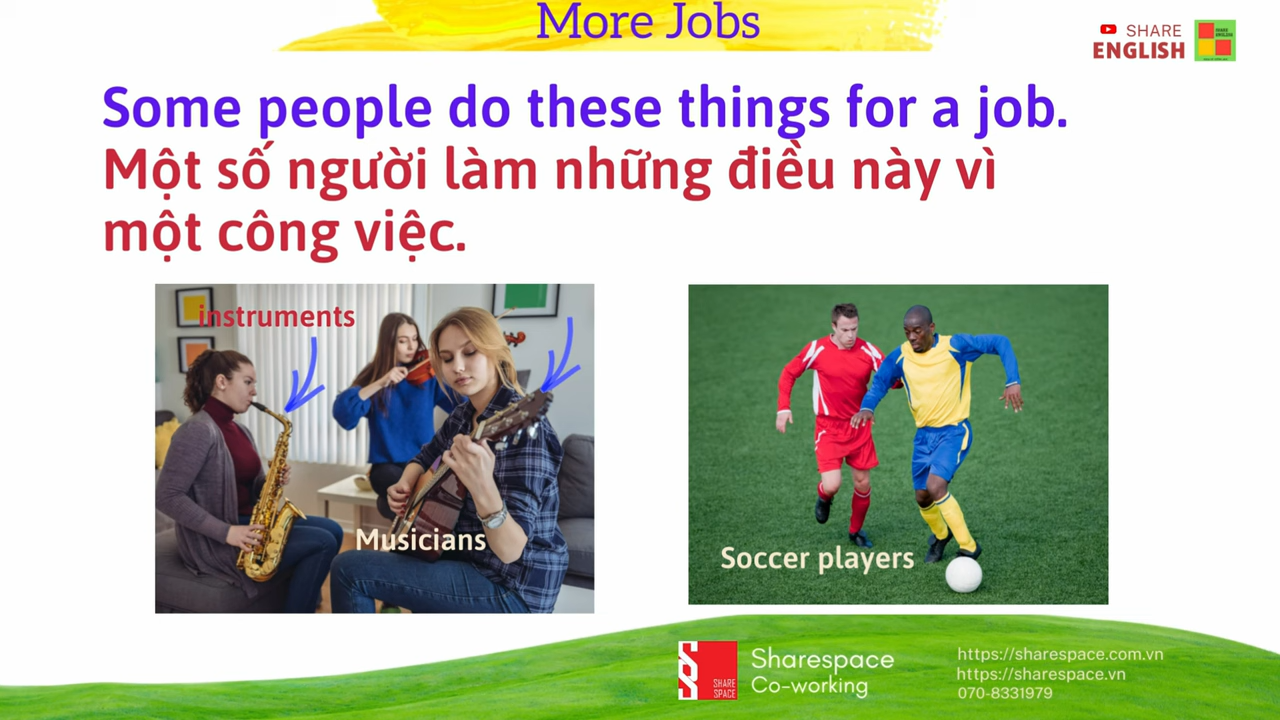 More Jobs
SHARE
ENGLISH
Some people do these things for a job.
Một số người làm những điều này vì
một công việc.
instruments
Musicians
Soccer players
SHARE
SPACE
Sharespace
Co-working
https://sharespace.com.vn
https://sharespace.vn
070-8331979